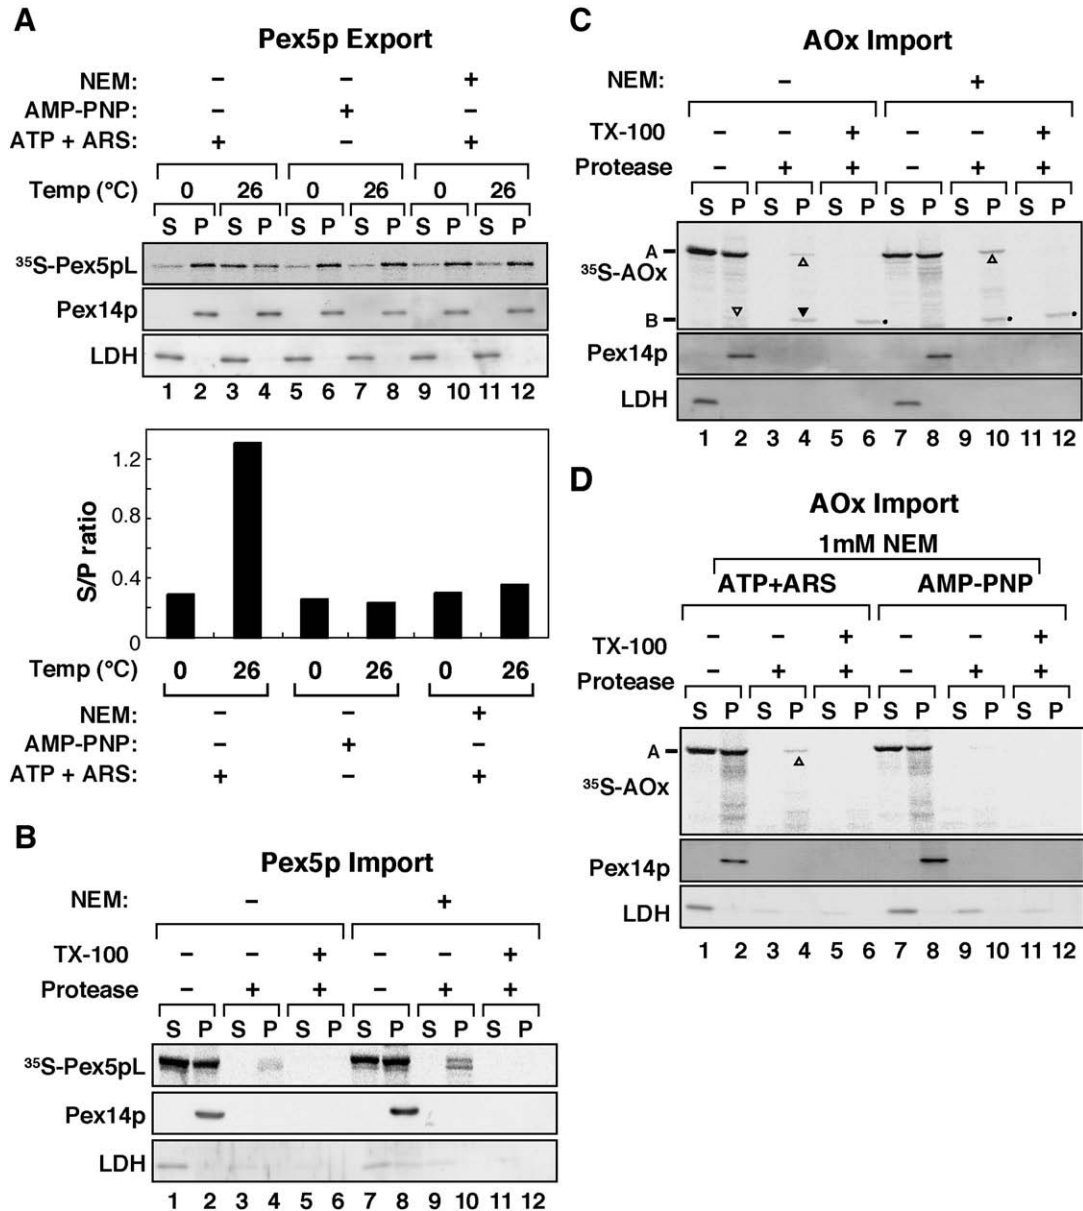 A
Pex5p Export
NEM: – – +
AMP-PNP: – + –
ATP + ARS: + – +
Temp (°C) 0 26 0 26 0 26
S P S P S P S P S P S P
³⁵S-Pex5pL
Pex14p
LDH
1 2 3 4 5 6 7 8 9 10 11 12
S/P ratio
1.2
0.8
0.4
0
Temp (°C) 0 26 0 26 0 26
NEM: – – +
AMP-PNP: – + –
ATP + ARS: + – +
B
Pex5p Import
NEM: – +
TX-100 – – + – – +
Protease – + + – + +
S P S P S P S P S P S P
³⁵S-Pex5pL
Pex14p
LDH
1 2 3 4 5 6 7 8 9 10 11 12
C
AOx Import
NEM: – +
TX-100 – – + – – +
Protease – + + – + +
S P S P S P S P S P S P
A
³⁵S-AOx
B
Pex14p
LDH
1 2 3 4 5 6 7 8 9 10 11 12
D
AOx Import
1mM NEM
ATP+ARS AMP-PNP
TX-100 – – + – – +
Protease – + + – + +
S P S P S P S P S P S P
A
³⁵S-AOx
Pex14p
LDH
1 2 3 4 5 6 7 8 9 10 11 12